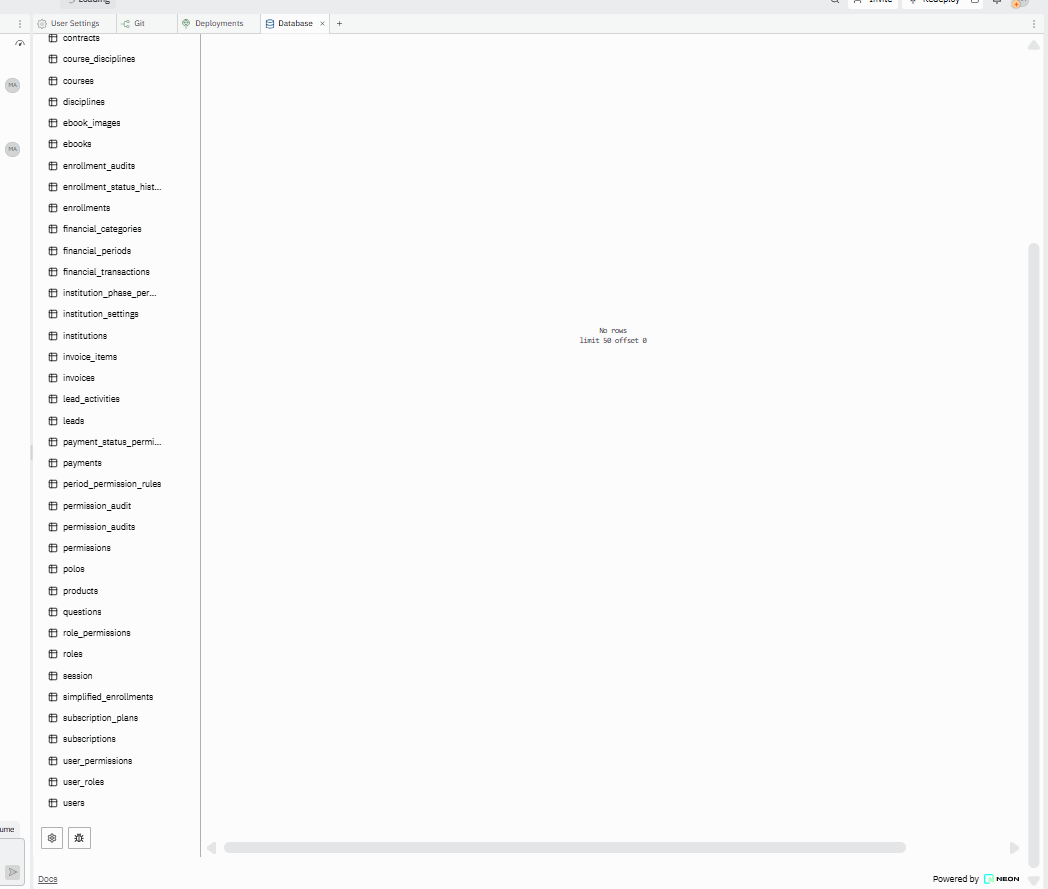 Loading
Invite
Redeploy
User Settings
Git
Deployments
Database
contracts
course_disciplines
courses
disciplines
ebook_images
ebooks
enrollment_audits
enrollment_status_hist...
enrollments
financial_categories
financial_periods
financial_transactions
institution_phase_per...
institution_settings
institutions
invoice_items
invoices
lead_activities
leads
payment_status_permi...
payments
period_permission_rules
permission_audit
permission_audits
permissions
polos
products
questions
role_permissions
roles
session
simplified_enrollments
subscription_plans
subscriptions
user_permissions
user_roles
users
MA
MA
No rows
limit 50 offset 0
ume
Docs
Powered by NEON